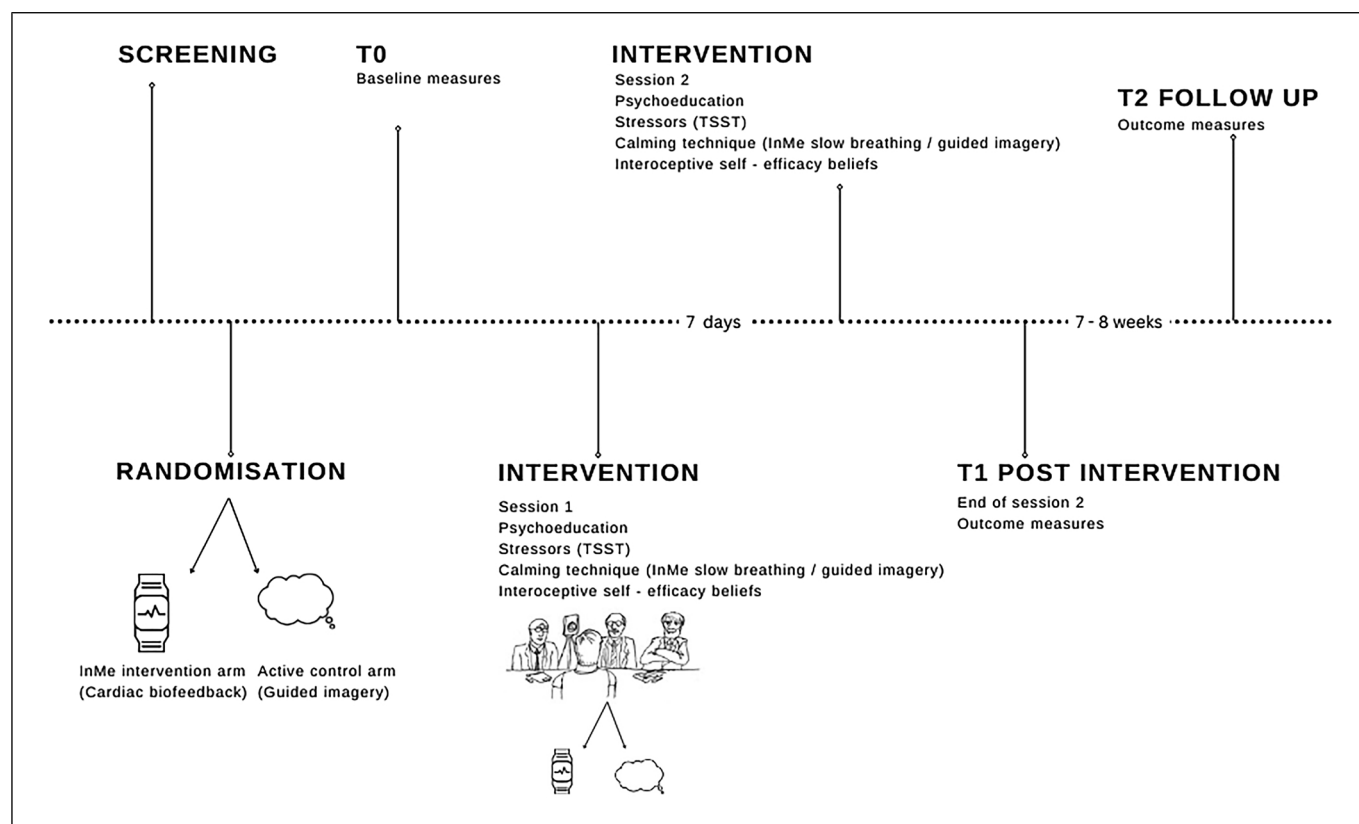 SCREENING
T0
Baseline measures
INTERVENTION
Session 2
Psychoeducation
Stressors (TSST)
Calming technique (InMe slow breathing / guided imagery)
Interoceptive self - efficacy beliefs
T2 FOLLOW UP
Outcome measures
7 days
7 - 8 weeks
RANDOMISATION
InMe intervention arm
(Cardiac biofeedback)
Active control arm
(Guided imagery)
INTERVENTION
Session 1
Psychoeducation
Stressors (TSST)
Calming technique (InMe slow breathing / guided imagery)
Interoceptive self - efficacy beliefs
T1 POST INTERVENTION
End of session 2
Outcome measures